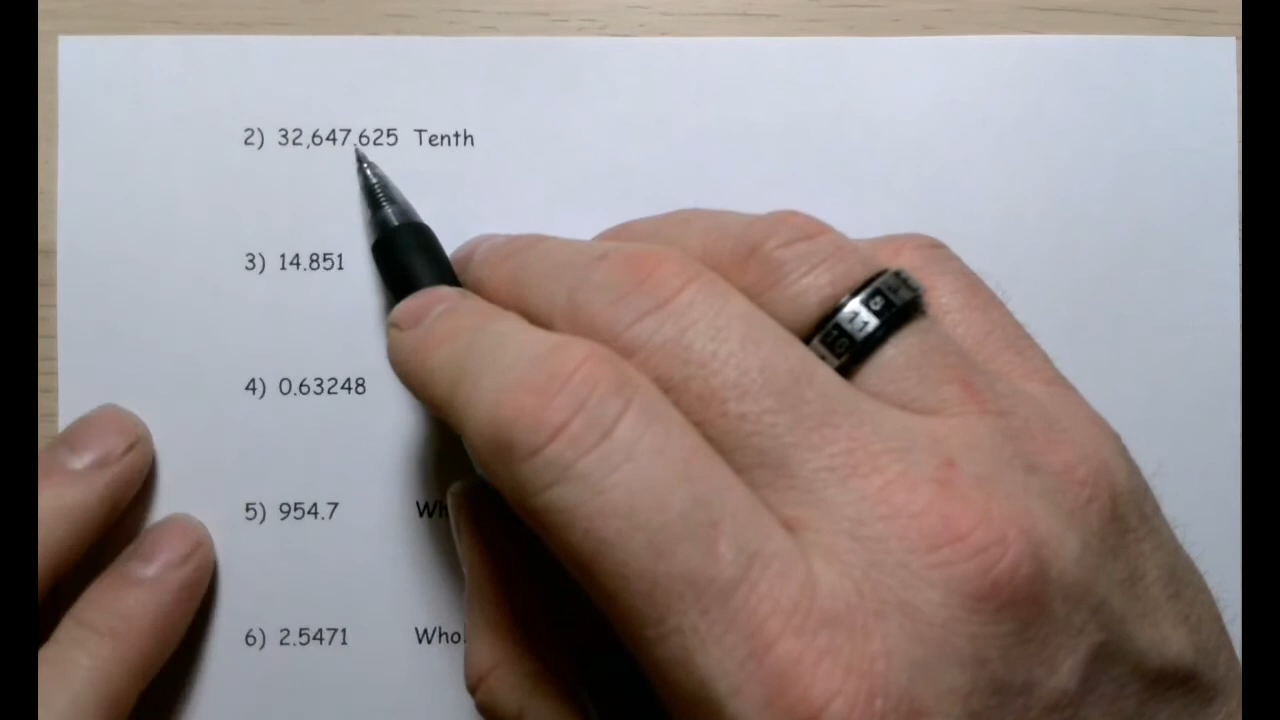 2) 32,647.625 Tenth
3) 14.851
4) 0.63248
5) 954.7
6) 2.5471